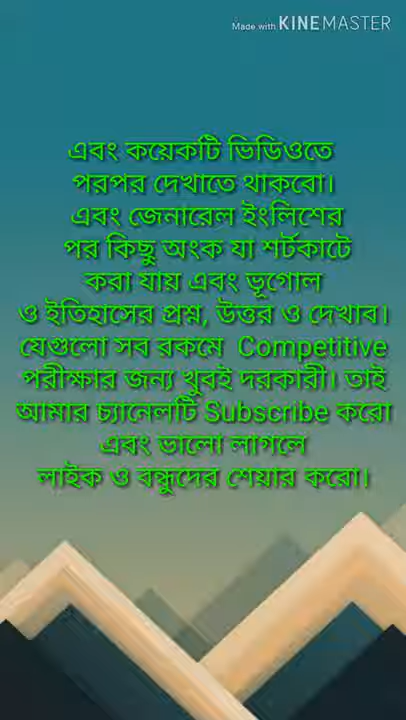 Made with KINEMASTER
এবং কয়েকটি ভিডিওতে
পরপর দেখাতে থাকবো।
এবং জেনারেল ইংলিশের
পর কিছু অংক যা শর্টকাটে
করা যায় এবং ভূগোল
ও ইতিহাসের প্রশ্ন, উত্তর ও দেখাব।
যেগুলো সব রকমে Competitive
পরীক্ষার জন্য খুবই দরকারী। তাই
আমার চ্যানেলটি Subscribe করো
এবং ভালো লাগলে
লাইক ও বন্ধুদের শেয়ার করো।